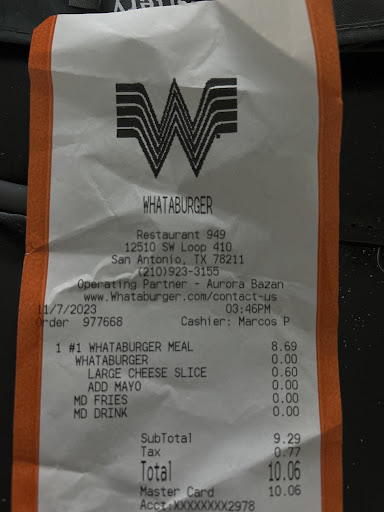 WHATABURGER
Restaurant 949
12510 SW Loop 410
San Antonio, TX 78211
(210)923-3155
Operating Partner - Aurora Bazan
www.Whataburger.com/contact-us
11/7/2023 03:46PM
Order 977668 Cashier: Marcos P
1 #1 WHATABURGER MEAL 8.69
WHATABURGER 0.00
LARGE CHEESE SLICE 0.60
ADD MAYO 0.00
MD FRIES 0.00
MD DRINK 0.00
SubTotal 9.29
Tax 0.77
Total 10.06
Master Card 10.06
Acct:XXXXXXXX2978